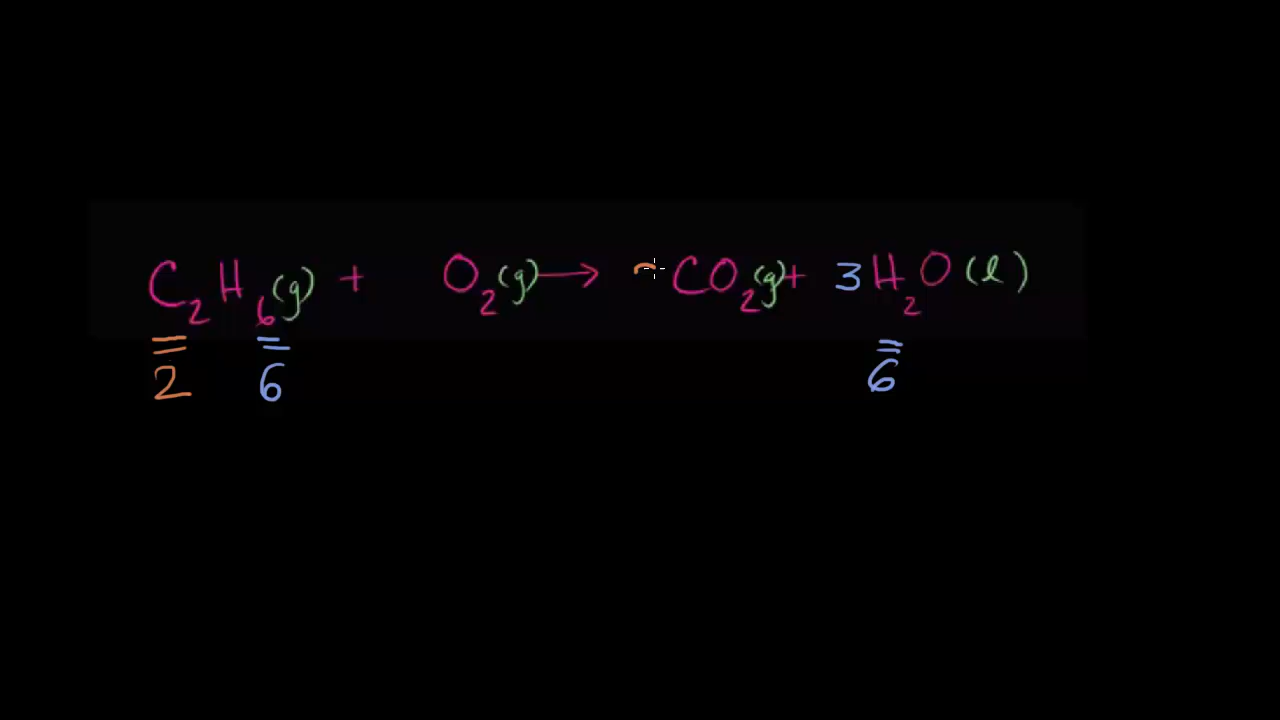 C₂H₆(g) + O₂(g) → CO₂(g) + 3H₂O(l)
2 6 6